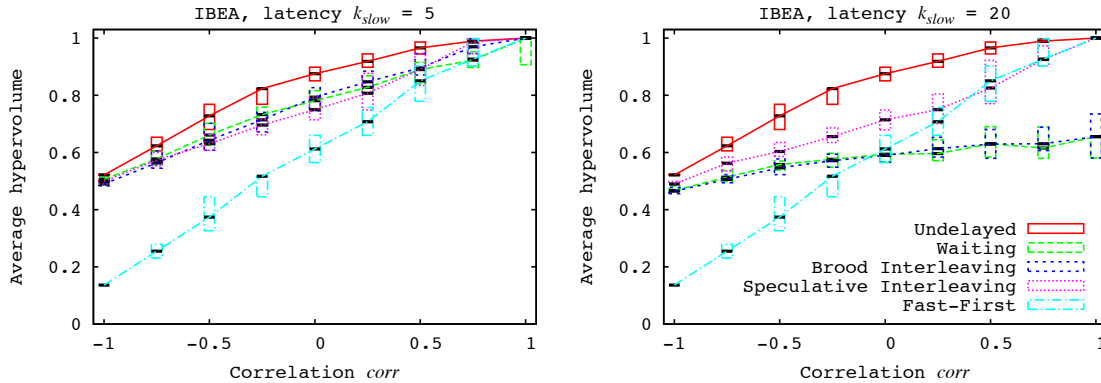 IBEA, latency k_slow = 5
1
0.8
0.6
0.4
0.2
0
-1
-0.5
0
0.5
1
Average hypervolume
Correlation corr
IBEA, latency k_slow = 20
1
0.8
0.6
0.4
0.2
0
-1
-0.5
0
0.5
1
Average hypervolume
Correlation corr
Undelayed
Waiting
Brood Interleaving
Speculative Interleaving
Fast-First